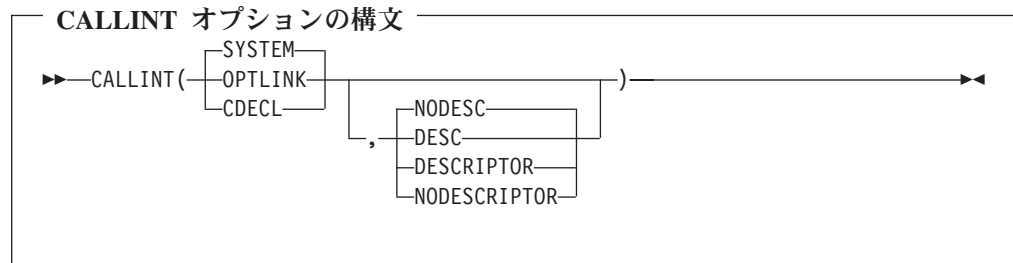 CALLINT オプションの構文
SYSTEM
CALLINT( OPTLINK )
CDECL
NODESC
, DESC
DESCRIPTOR
NODESCRIPTOR